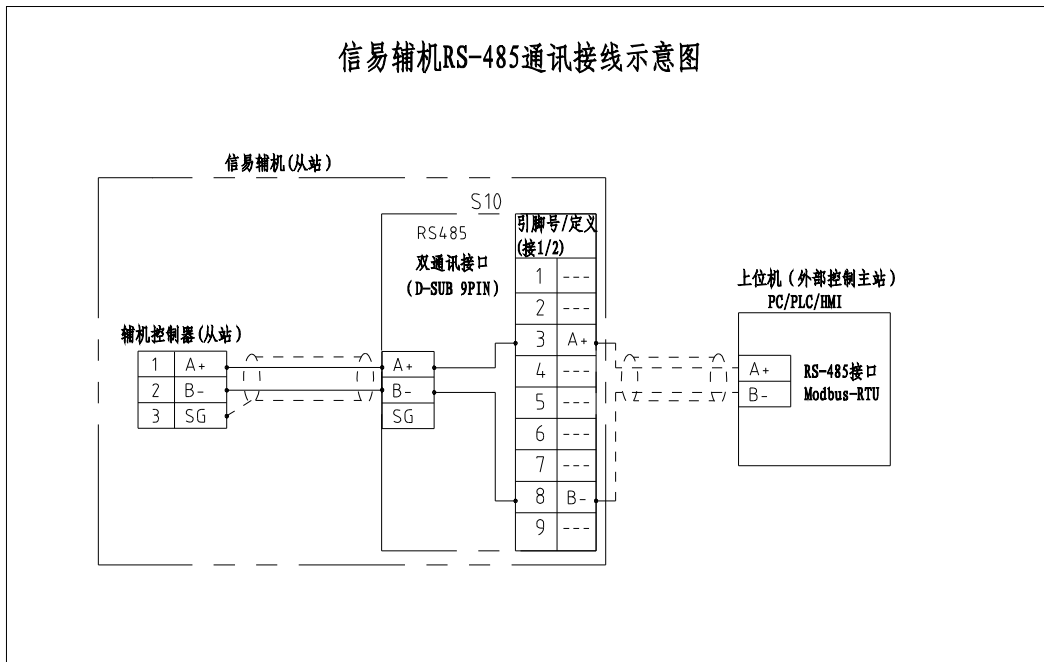 信易辅机RS-485通讯接线示意图
信易辅机(从站)
S10
RS485
双通讯接口
(D-SUB 9PIN)
引脚号/定义
(接1/2)
1 ---
2 ---
3 A+
4 ---
5 ---
6 ---
7 ---
8 B-
9 ---
辅机控制器(从站)
1 A+
2 B-
3 SG
A+
B-
SG
上位机(外部控制主站)
PC/PLC/HMI
A+
B-
RS-485接口
Modbus-RTU